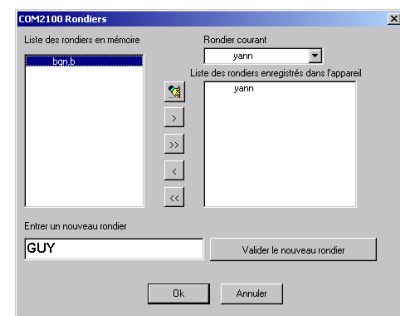 COM2100 Rondiers
Liste des rondiers en mémoire
Rondier courant
yann
Liste des rondiers enregistrés dans l'appareil
bgn,b
yann
>
>>
<
<<
Entrer un nouveau rondier
GUY
Valider le nouveau rondier
Ok
Annuler